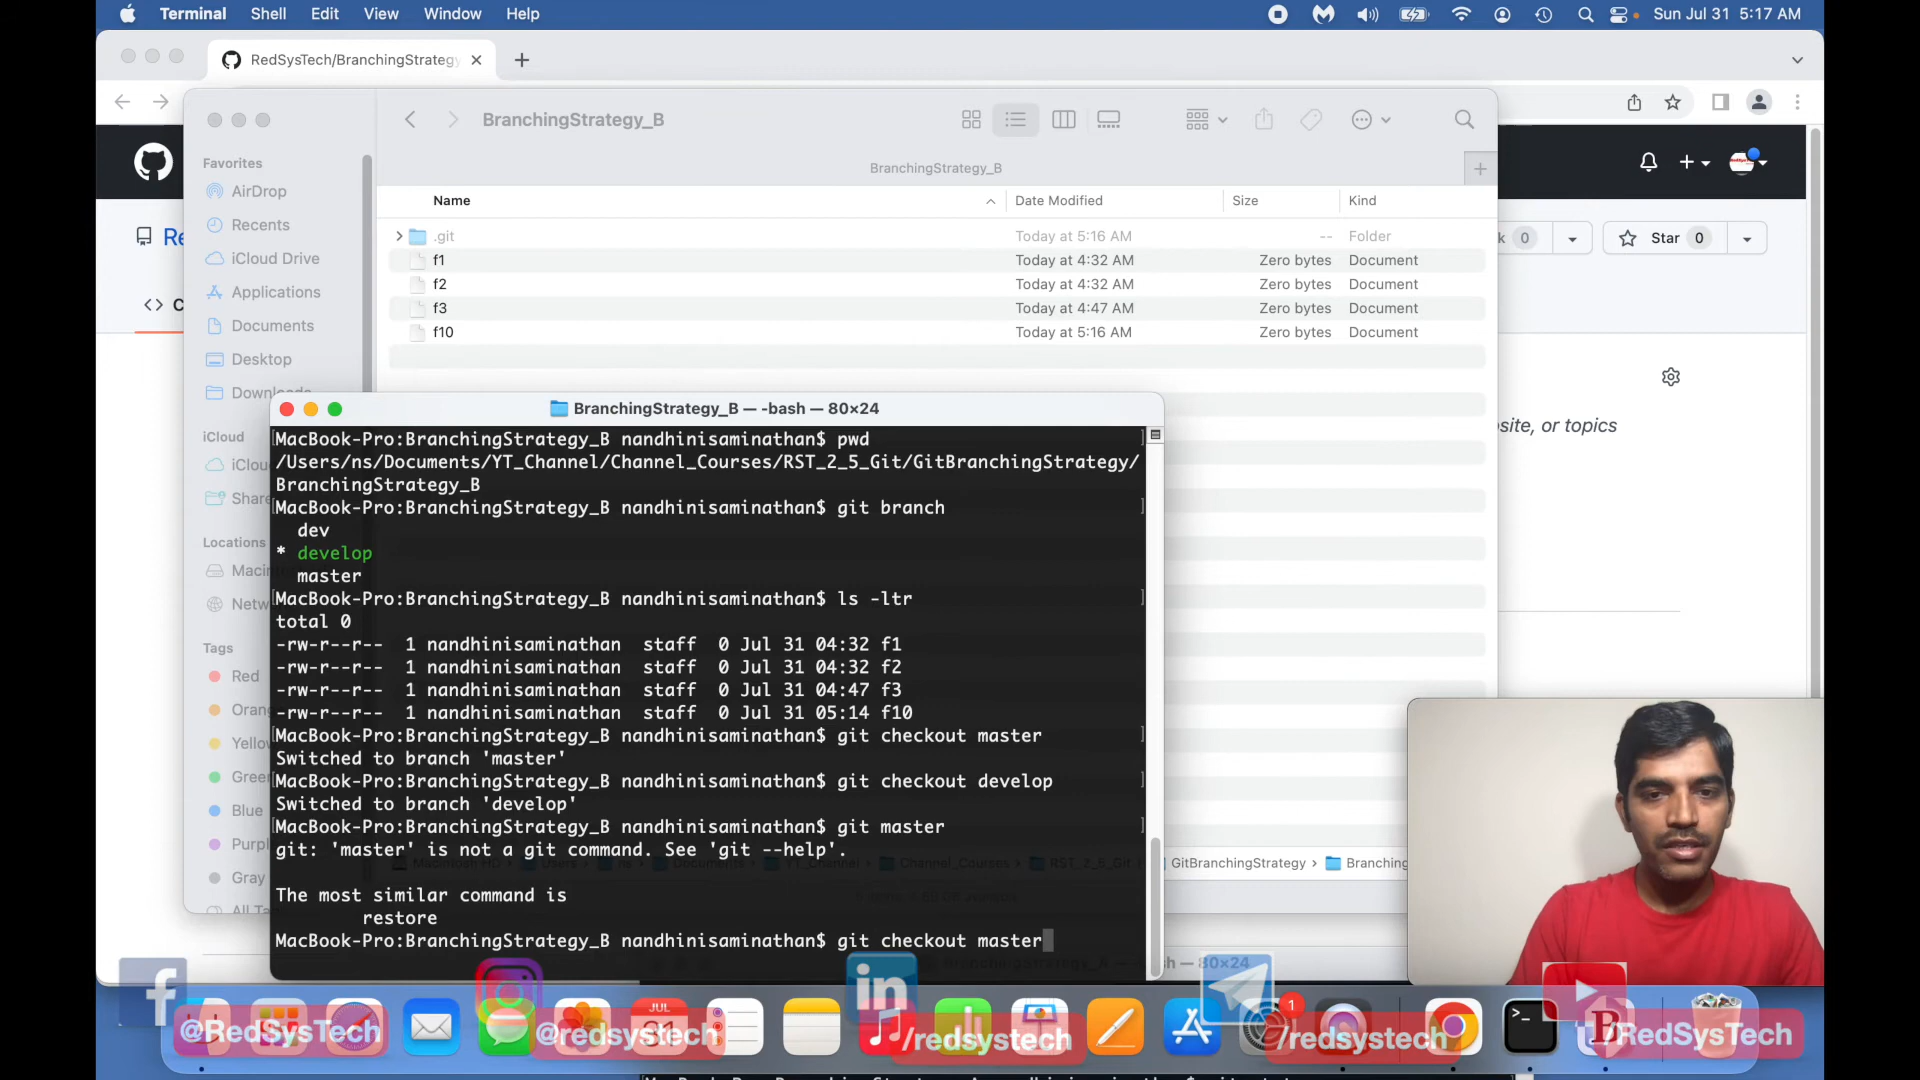 Terminal Shell Edit View Window Help Sun Jul 31 5:17 AM
RedSysTech/BranchingStrategy
BranchingStrategy_B
BranchingStrategy_B
Favorites
AirDrop
Recents
iCloud Drive
Applications
Documents
Desktop
Downloads
iCloud
Locations
Tags
Red
Purpl
Blue
Gray
Name Date Modified Size Kind
.git Today at 5:16 AM -- Folder
f1 Today at 4:32 AM Zero bytes Document
f2 Today at 4:32 AM Zero bytes Document
f3 Today at 4:47 AM Zero bytes Document
f10 Today at 5:16 AM Zero bytes Document
Re
<> C
k 0
Star 0
site, or topics
BranchingStrategy_B — -bash — 80×24
MacBook-Pro:BranchingStrategy_B nandhinisaminathan$ pwd
/Users/ns/Documents/YT_Channel/Channel_Courses/RST_2_5_Git/GitBranchingStrategy/
BranchingStrategy_B
MacBook-Pro:BranchingStrategy_B nandhinisaminathan$ git branch
dev
* develop
master
MacBook-Pro:BranchingStrategy_B nandhinisaminathan$ ls -ltr
total 0
-rw-r--r-- 1 nandhinisaminathan staff 0 Jul 31 04:32 f1
-rw-r--r-- 1 nandhinisaminathan staff 0 Jul 31 04:32 f2
-rw-r--r-- 1 nandhinisaminathan staff 0 Jul 31 04:47 f3
-rw-r--r-- 1 nandhinisaminathan staff 0 Jul 31 05:14 f10
MacBook-Pro:BranchingStrategy_B nandhinisaminathan$ git checkout master
Switched to branch 'master'
MacBook-Pro:BranchingStrategy_B nandhinisaminathan$ git checkout develop
Switched to branch 'develop'
MacBook-Pro:BranchingStrategy_B nandhinisaminathan$ git master
git: 'master' is not a git command. See 'git --help'.
The most similar command is
restore
MacBook-Pro:BranchingStrategy_B nandhinisaminathan$ git checkout master
GitBranchingStrategy › Branching
80×24
JUL
1
@RedSysTech @redsystech /redsystech /redsystech /RedSysTech